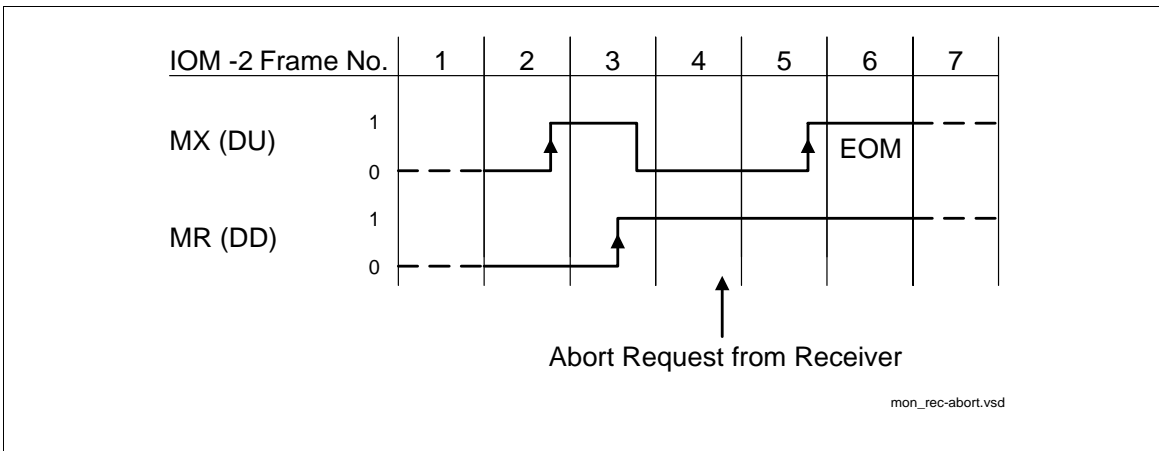 IOM -2 Frame No. 1 2 3 4 5 6 7
1
MX (DU)
0
EOM
1
MR (DD)
0
Abort Request from Receiver
mon_rec-abort.vsd